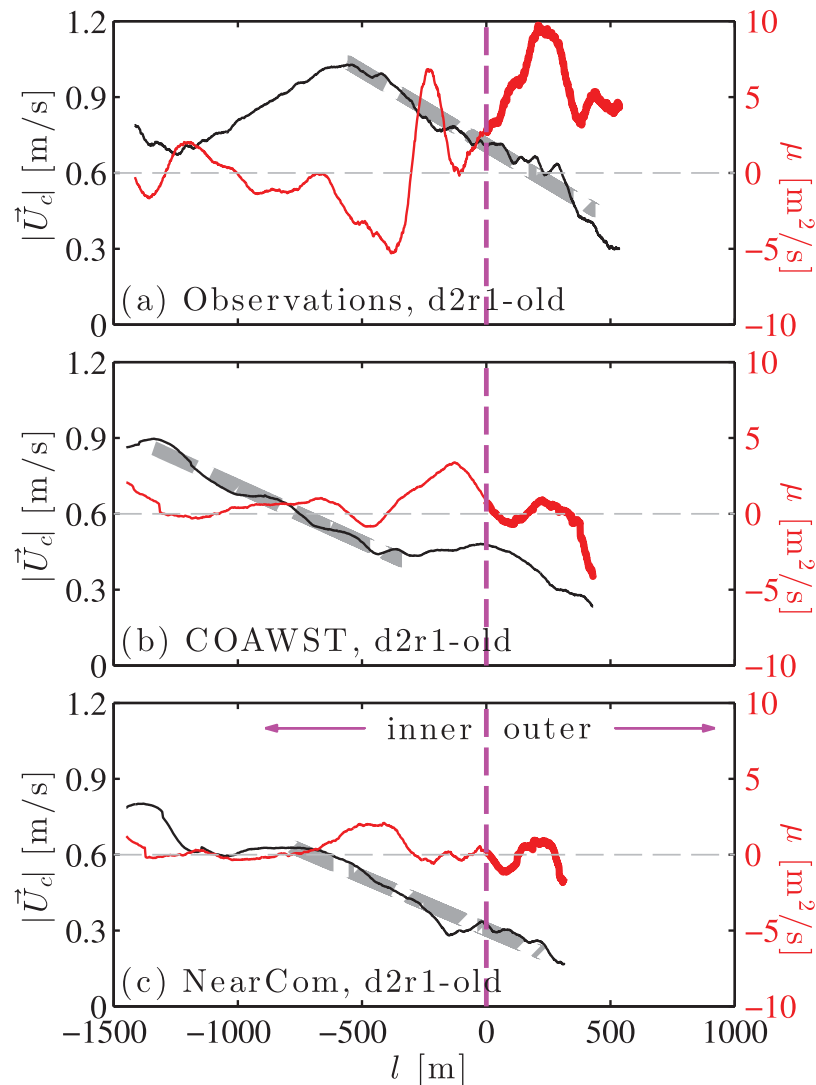 1.2
0.9
0.6
0.3
0
|U⃗_c| [m/s]
10
5
0
−5
−10
μ [m²/s]
(a) Observations, d2r1-old
1.2
0.9
0.6
0.3
0
|U⃗_c| [m/s]
10
5
0
−5
−10
μ [m²/s]
(b) COAWST, d2r1-old
1.2
0.9
0.6
0.3
0
|U⃗_c| [m/s]
10
5
0
−5
−10
μ [m²/s]
inner outer
(c) NearCom, d2r1-old
−1500 −1000 −500 0 500 1000
l [m]